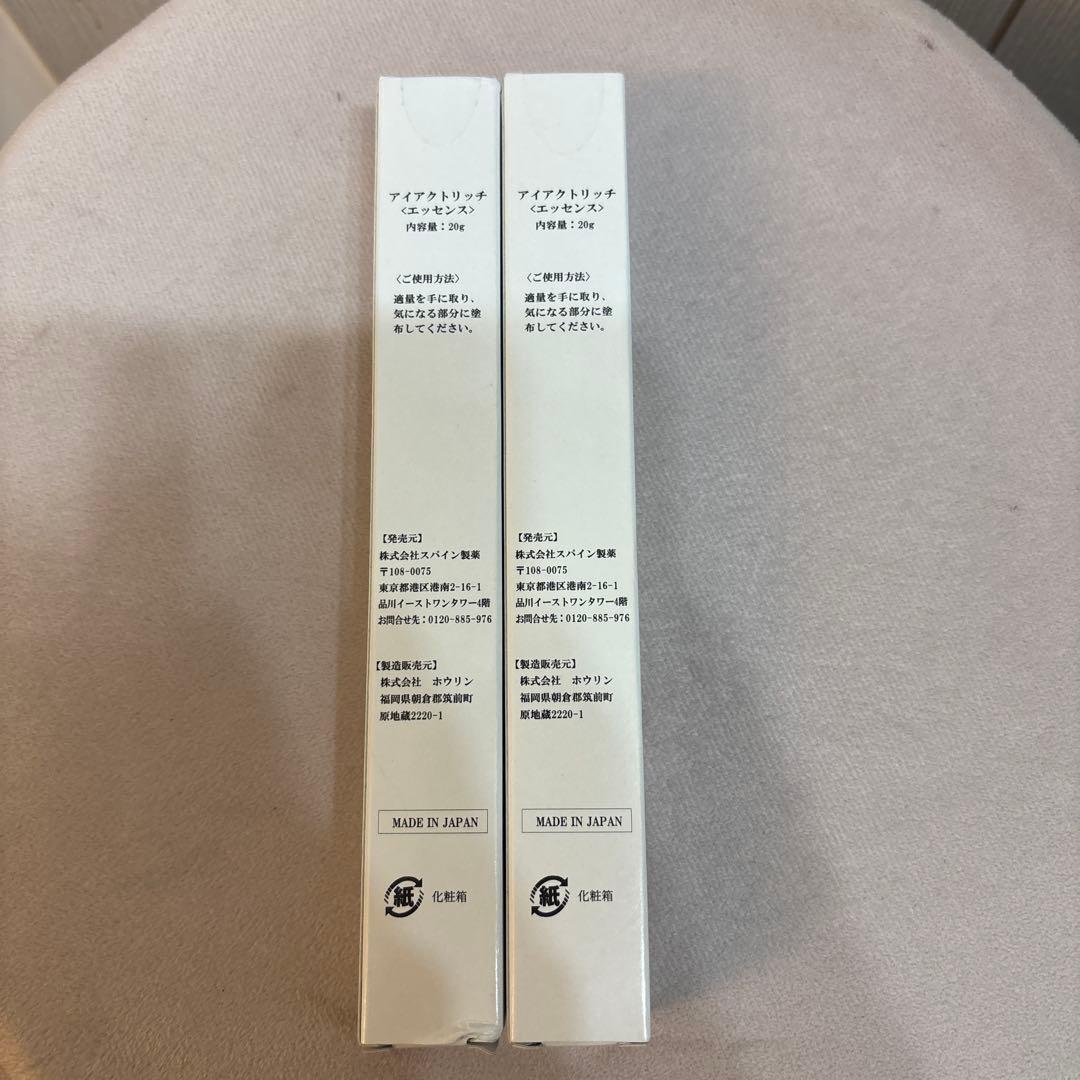 アイアクトリッチ
<エッセンス>
内容量：20g
〈ご使用方法〉
適量を手に取り、
気になる部分に塗
布してください。
【発売元】
株式会社スパイン製薬
〒108-0075
東京都港区港南2-16-1
品川イーストワンタワー4階
お問合せ先：0120-885-976
【製造販売元】
株式会社　ホウリン
福岡県朝倉郡筑前町
原地蔵2220-1
MADE IN JAPAN
紙 化粧箱
アイアクトリッチ
<エッセンス>
内容量：20g
〈ご使用方法〉
適量を手に取り、
気になる部分に塗
布してください。
【発売元】
株式会社スパイン製薬
〒108-0075
東京都港区港南2-16-1
品川イーストワンタワー4階
お問合せ先：0120-885-976
【製造販売元】
株式会社　ホウリン
福岡県朝倉郡筑前町
原地蔵2220-1
MADE IN JAPAN
紙 化粧箱